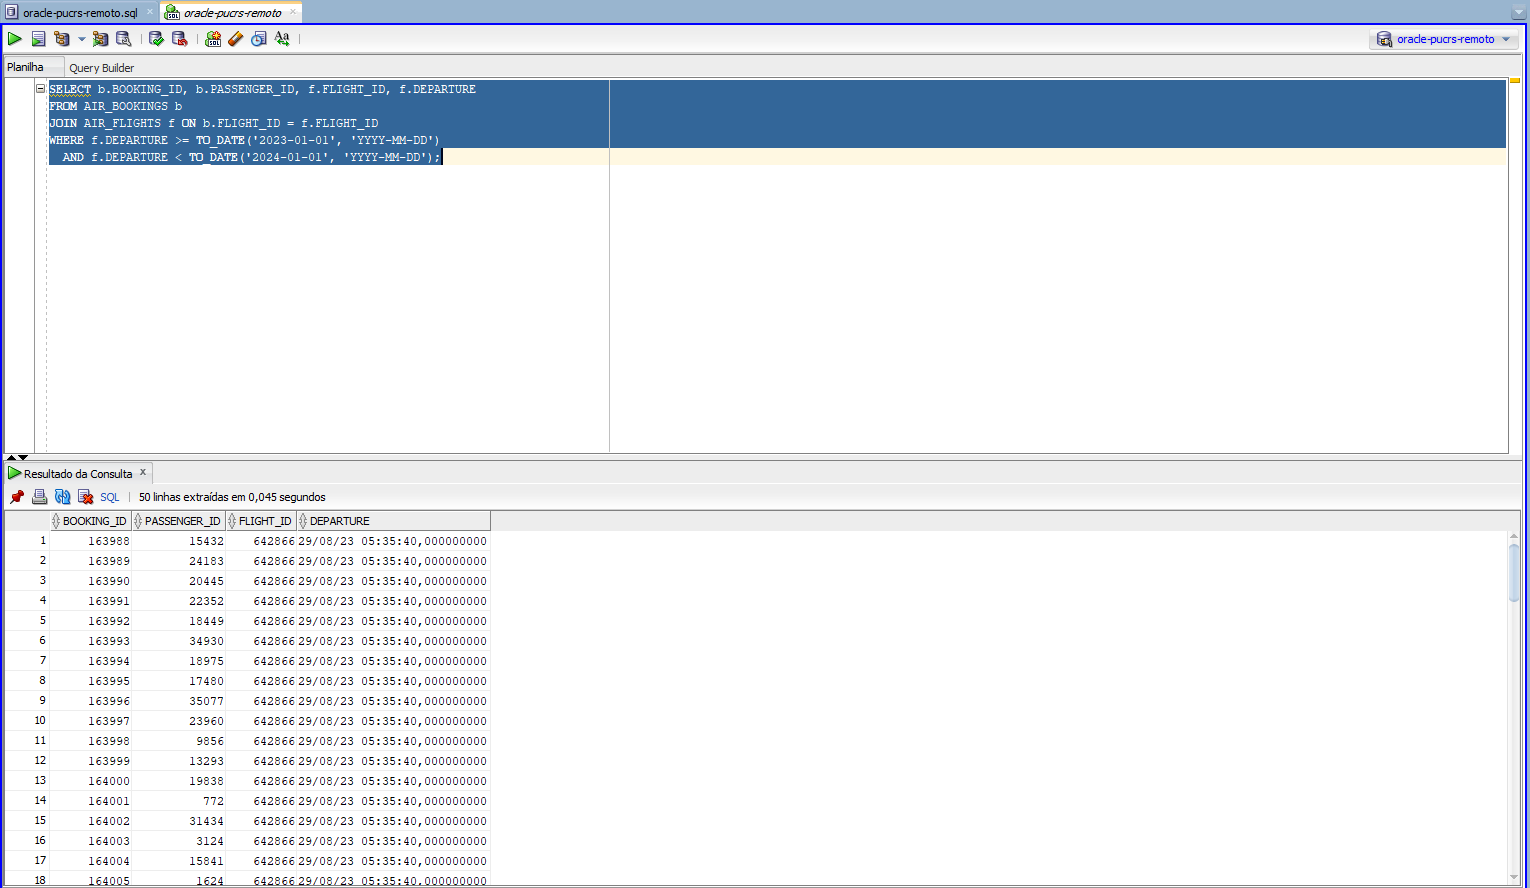 oracle-pucrs-remoto.sql oracle-pucrs-remoto
SQL SQL Aa oracle-pucrs-remoto
Planilha Query Builder
SELECT b.BOOKING_ID, b.PASSENGER_ID, f.FLIGHT_ID, f.DEPARTURE
FROM AIR_BOOKINGS b
JOIN AIR_FLIGHTS f ON b.FLIGHT_ID = f.FLIGHT_ID
WHERE f.DEPARTURE >= TO_DATE('2023-01-01', 'YYYY-MM-DD')
AND f.DEPARTURE < TO_DATE('2024-01-01', 'YYYY-MM-DD');
Resultado da Consulta x
SQL | 50 linhas extraídas em 0,045 segundos
BOOKING_ID PASSENGER_ID FLIGHT_ID DEPARTURE
1 163988 15432 642866 29/08/23 05:35:40,000000000
2 163989 24183 642866 29/08/23 05:35:40,000000000
3 163990 20445 642866 29/08/23 05:35:40,000000000
4 163991 22352 642866 29/08/23 05:35:40,000000000
5 163992 18449 642866 29/08/23 05:35:40,000000000
6 163993 34930 642866 29/08/23 05:35:40,000000000
7 163994 18975 642866 29/08/23 05:35:40,000000000
8 163995 17480 642866 29/08/23 05:35:40,000000000
9 163996 35077 642866 29/08/23 05:35:40,000000000
10 163997 23960 642866 29/08/23 05:35:40,000000000
11 163998 9856 642866 29/08/23 05:35:40,000000000
12 163999 13293 642866 29/08/23 05:35:40,000000000
13 164000 19838 642866 29/08/23 05:35:40,000000000
14 164001 772 642866 29/08/23 05:35:40,000000000
15 164002 31434 642866 29/08/23 05:35:40,000000000
16 164003 3124 642866 29/08/23 05:35:40,000000000
17 164004 15841 642866 29/08/23 05:35:40,000000000
18 164005 1624 642866 29/08/23 05:35:40,000000000